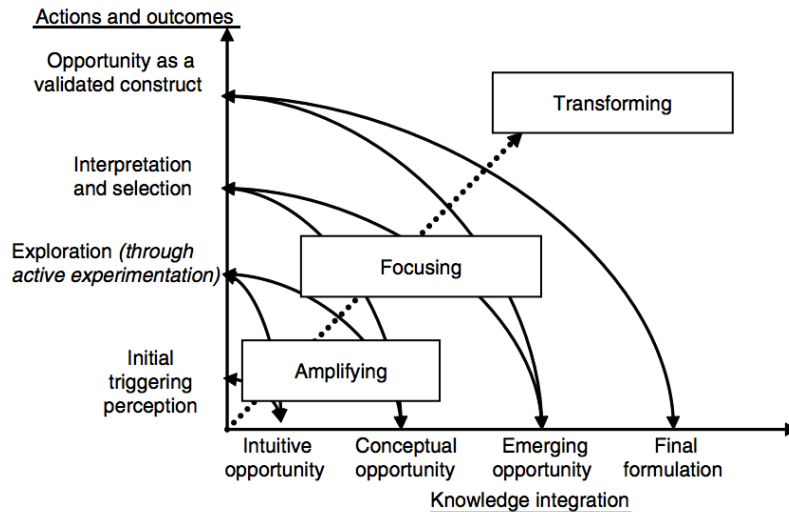 Actions and outcomes
Opportunity as a
validated construct
Transforming
Interpretation
and selection
Exploration (through
active experimentation)
Focusing
Initial
triggering
perception
Amplifying
Intuitive
opportunity
Conceptual
opportunity
Emerging
opportunity
Final
formulation
Knowledge integration